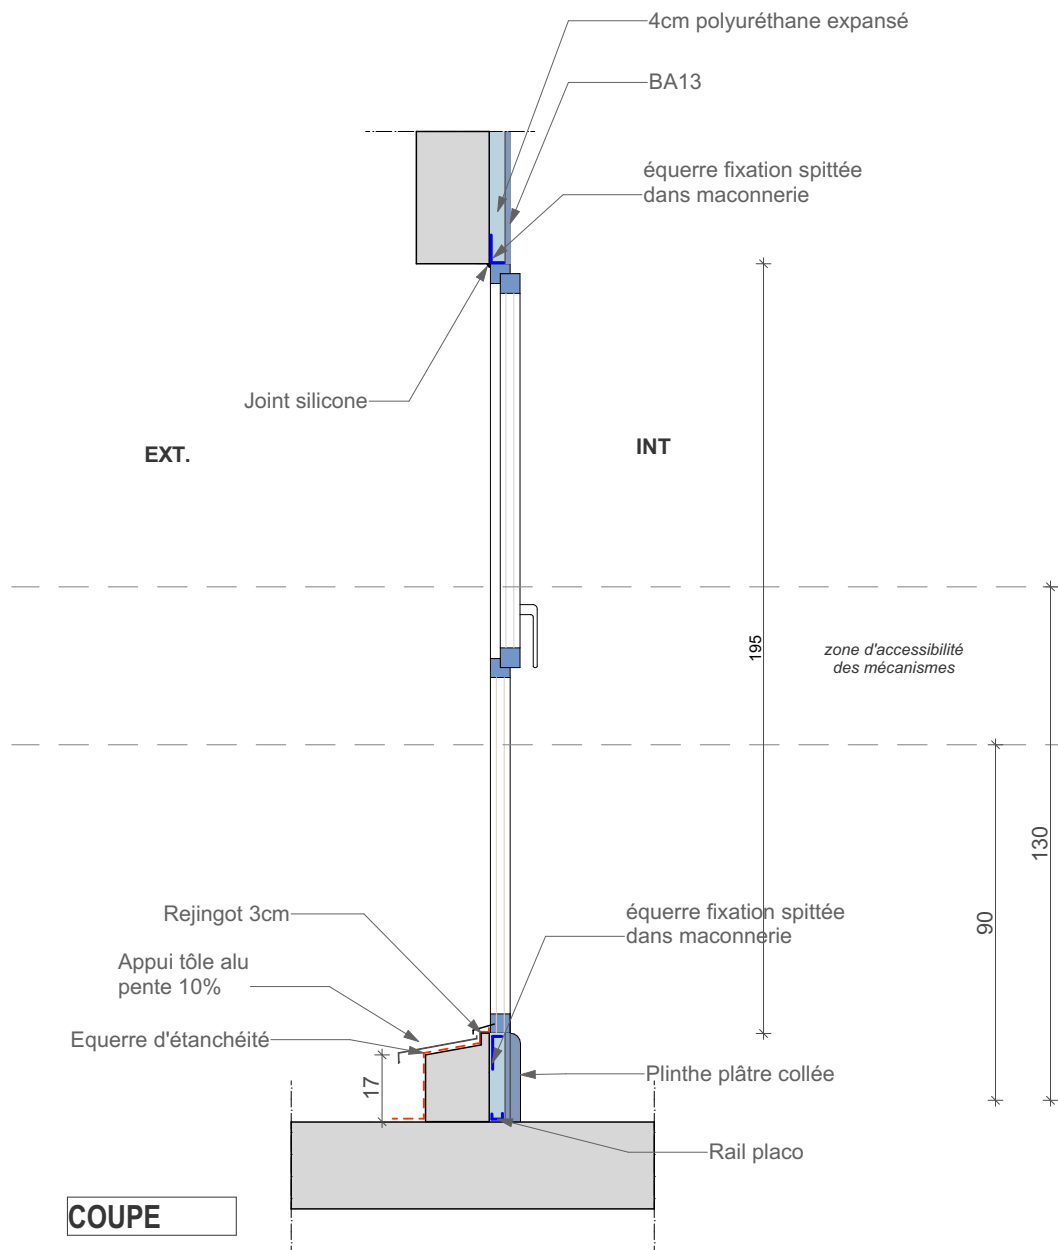 4cm polyuréthane expansé
BA13
équerre fixation spittée
dans maconnerie
Joint silicone
EXT.
INT
195
zone d'accessibilité
des mécanismes
130
90
Rejingot 3cm
équerre fixation spittée
dans maconnerie
Appui tôle alu
pente 10%
Equerre d'étanchéité
17
Plinthe plâtre collée
Rail placo
COUPE